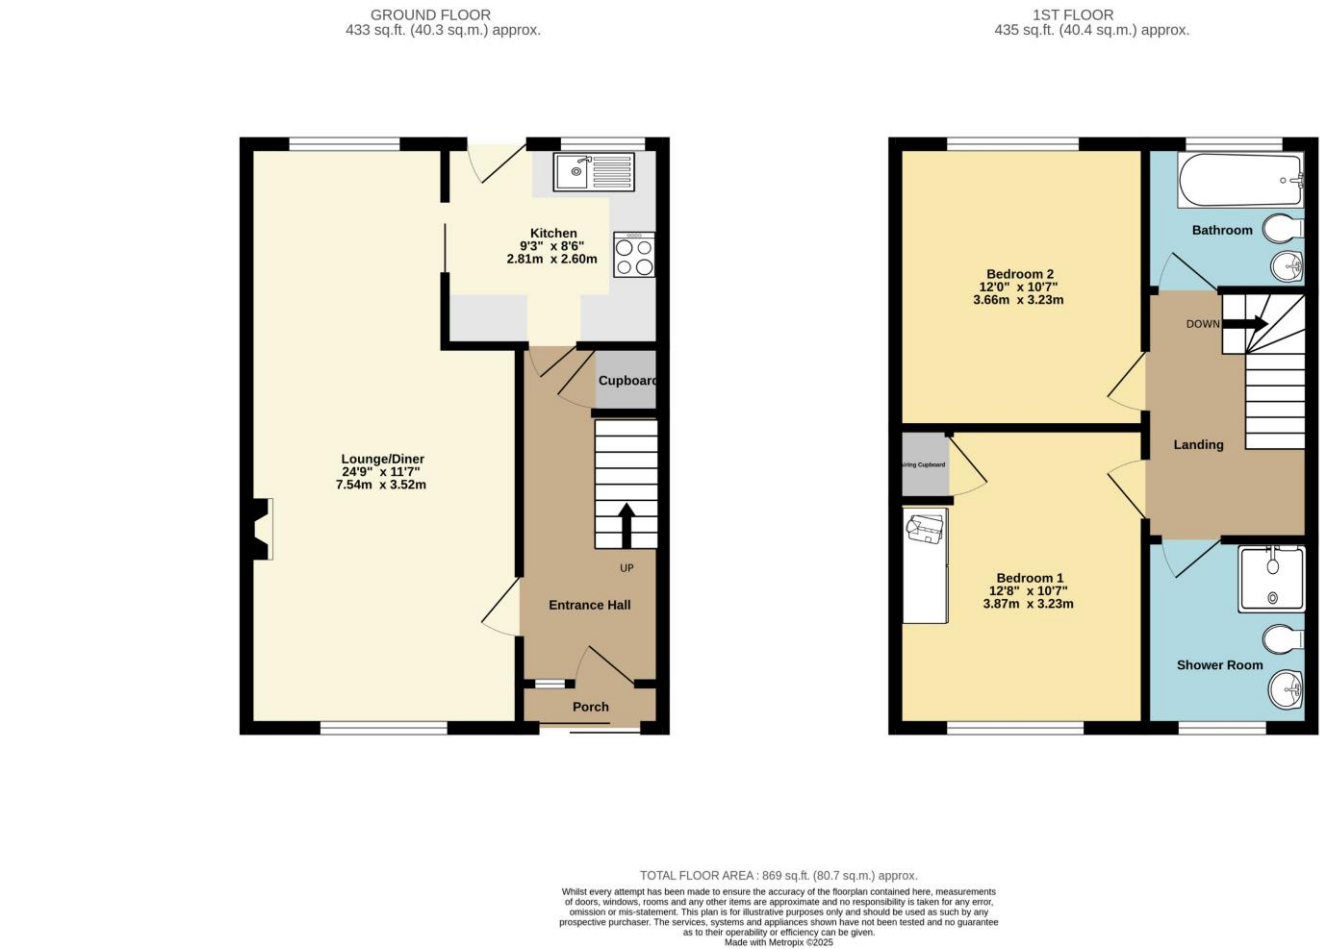 GROUND FLOOR
433 sq.ft. (40.3 sq.m.) approx.
1ST FLOOR
435 sq.ft. (40.4 sq.m.) approx.
Kitchen
9'3" x 8'6"
2.81m x 2.60m
Cupboard
Lounge/Diner
24'9" x 11'7"
7.54m x 3.52m
UP
Entrance Hall
Porch
Bathroom
Bedroom 2
12'0" x 10'7"
3.66m x 3.23m
DOWN
Landing
iring Cupboard
Bedroom 1
12'8" x 10'7"
3.87m x 3.23m
Shower Room
TOTAL FLOOR AREA : 869 sq.ft. (80.7 sq.m.) approx.
Whilst every attempt has been made to ensure the accuracy of the floorplan contained here, measurements
of doors, windows, rooms and any other items are approximate and no responsibility is taken for any error,
omission or mis-statement. This plan is for illustrative purposes only and should be used as such by any
prospective purchaser. The services, systems and appliances shown have not been tested and no guarantee
as to their operability or efficiency can be given.
Made with Metropix ©2025